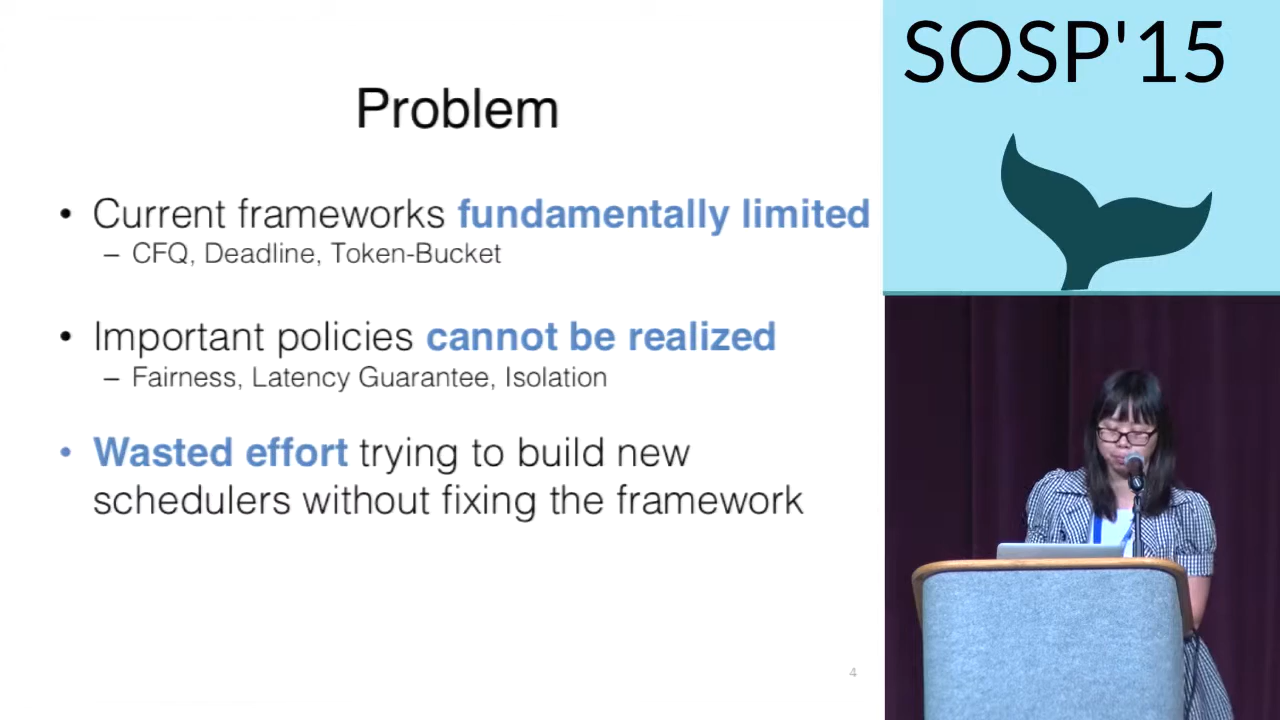 SOSP'15
Problem
• Current frameworks fundamentally limited
– CFQ, Deadline, Token-Bucket
• Important policies cannot be realized
– Fairness, Latency Guarantee, Isolation
• Wasted effort trying to build new
schedulers without fixing the framework
4